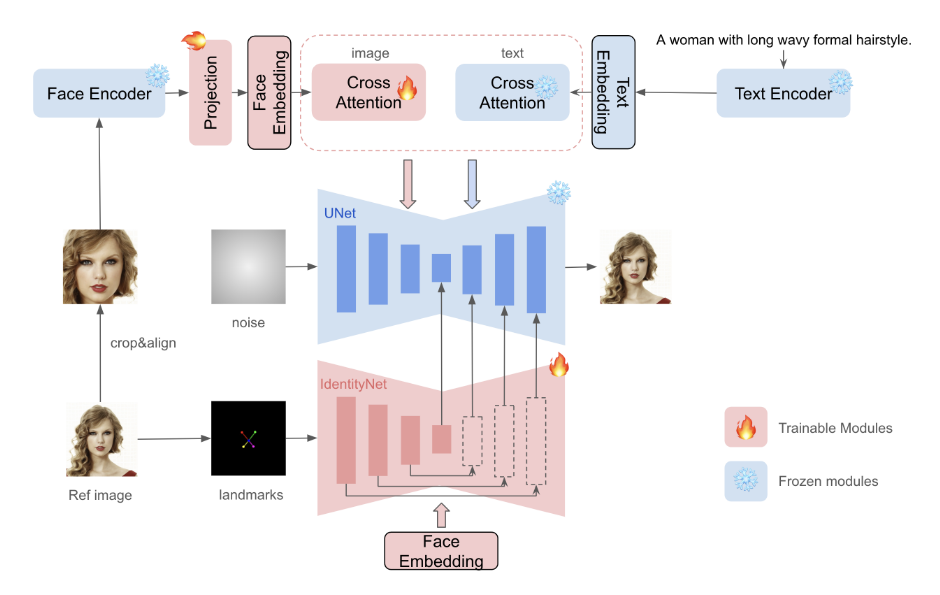 A woman with long wavy formal hairstyle.
image
text
Face Encoder
Projection
Face
Embedding
Cross
Attention
Cross
Attention
Text
Embedding
Text Encoder
UNet
noise
crop&align
IdentityNet
Ref image
landmarks
Face
Embedding
Trainable Modules
Frozen modules